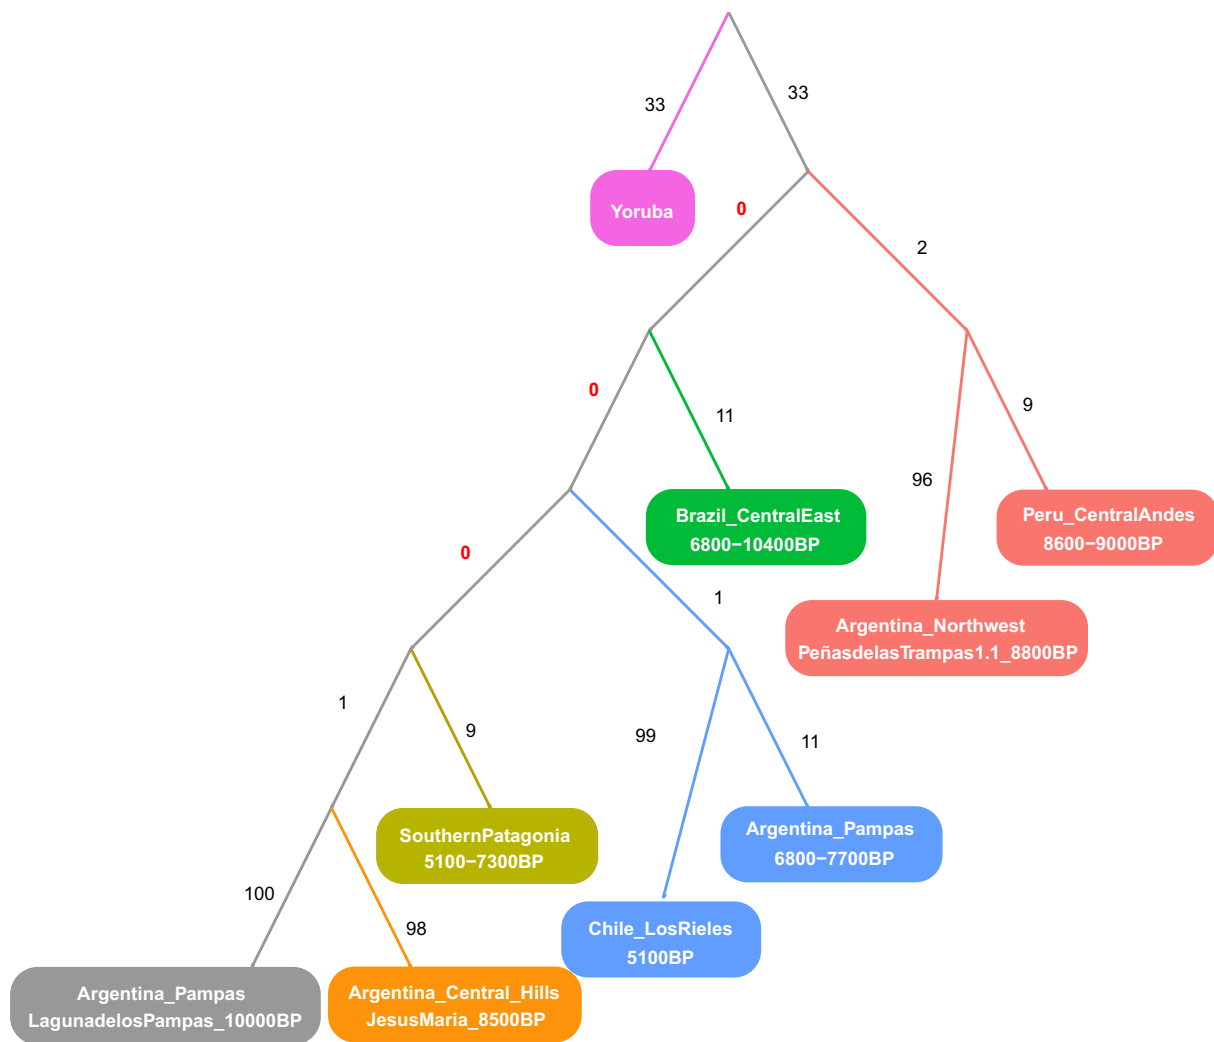 33
33
Yoruba
0
2
0
11
9
96
Brazil_CentralEast
6800−10400BP
Peru_CentralAndes
8600−9000BP
0
1
Argentina_Northwest
PeñasdelasTrampas1.1_8800BP
1
9
99
11
SouthernPatagonia
5100−7300BP
Argentina_Pampas
6800−7700BP
100
98
Chile_LosRieles
5100BP
Argentina_Pampas
LagunadelosPampas_10000BP
Argentina_Central_Hills
JesusMaria_8500BP